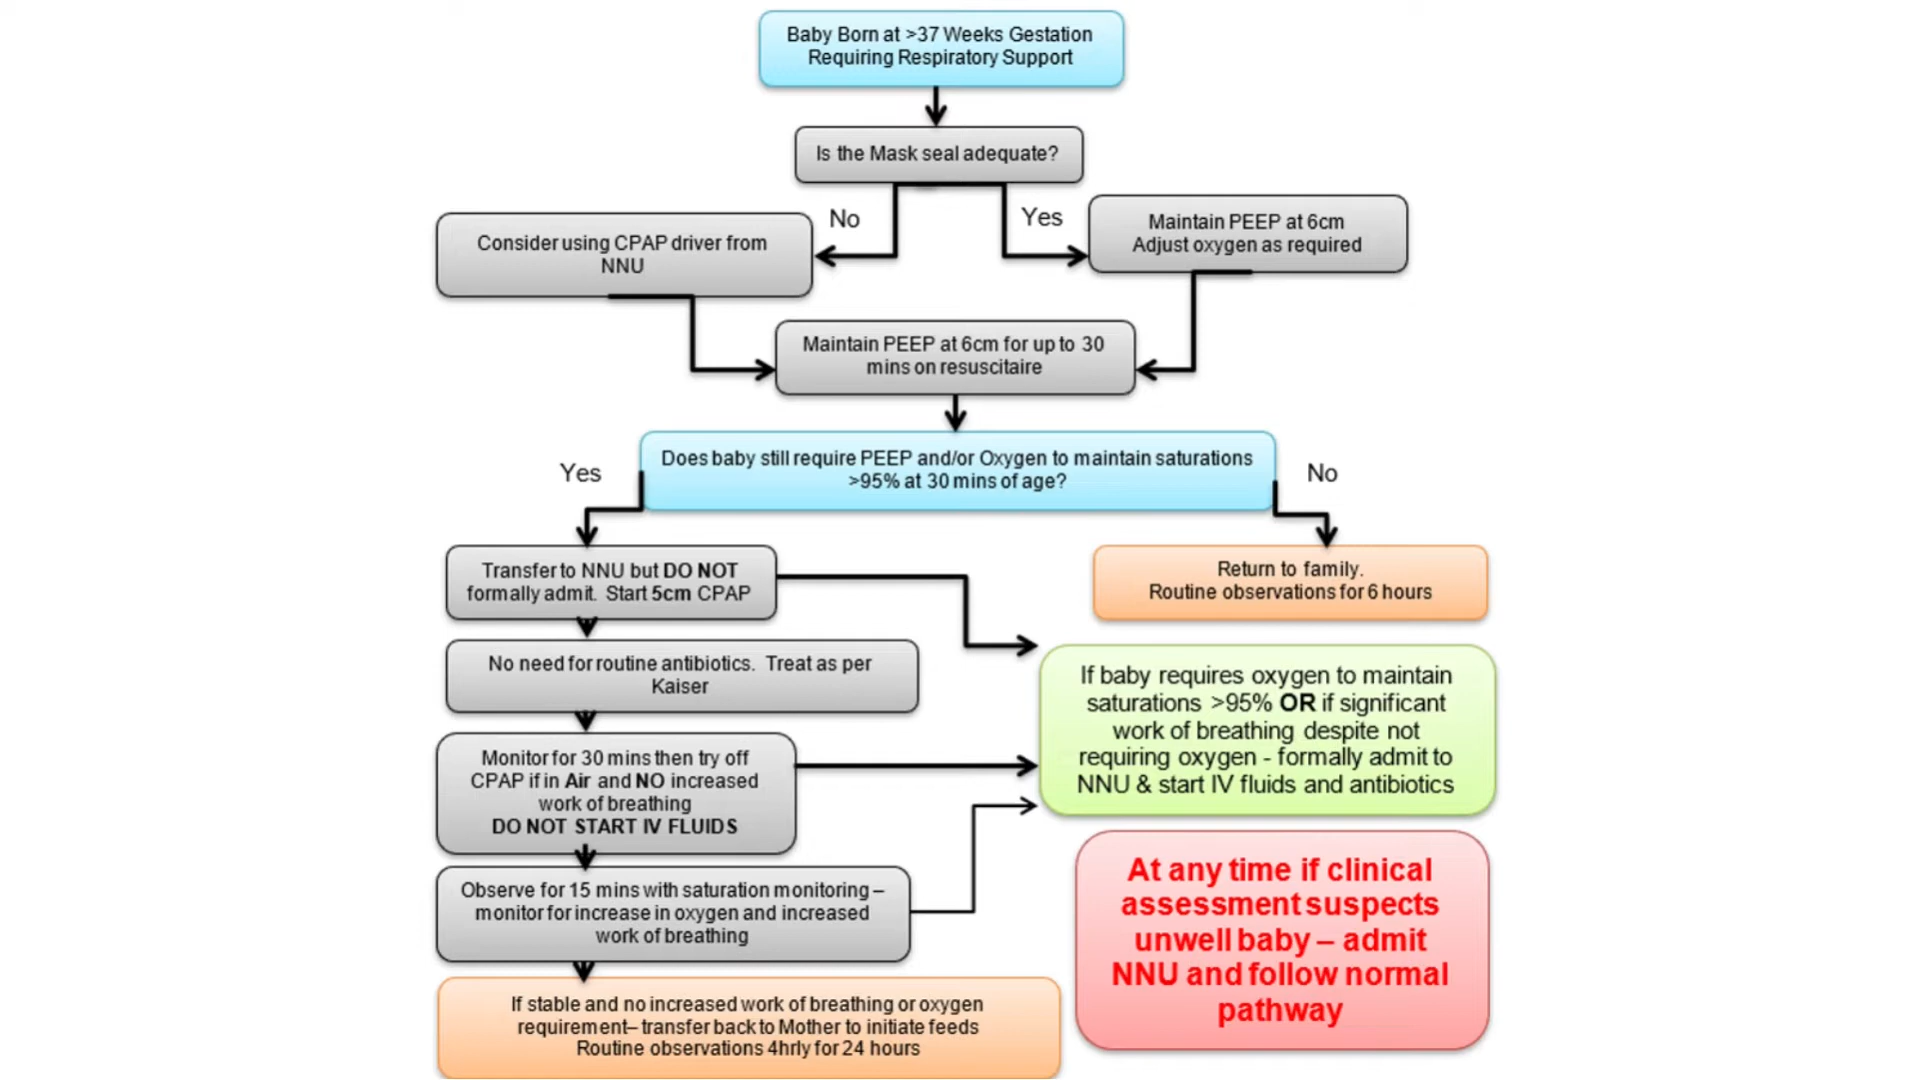 Baby Born at >37 Weeks Gestation
Requiring Respiratory Support
Is the Mask seal adequate?
No
Yes
Consider using CPAP driver from
NNU
Maintain PEEP at 6cm
Adjust oxygen as required
Maintain PEEP at 6cm for up to 30
mins on resuscitaire
Does baby still require PEEP and/or Oxygen to maintain saturations
>95% at 30 mins of age?
Yes
No
Transfer to NNU but DO NOT
formally admit. Start 5cm CPAP
Return to family.
Routine observations for 6 hours
No need for routine antibiotics. Treat as per
Kaiser
If baby requires oxygen to maintain
saturations >95% OR if significant
work of breathing despite not
requiring oxygen - formally admit to
NNU & start IV fluids and antibiotics
Monitor for 30 mins then try off
CPAP if in Air and NO increased
work of breathing
DO NOT START IV FLUIDS
Observe for 15 mins with saturation monitoring –
monitor for increase in oxygen and increased
work of breathing
At any time if clinical
assessment suspects
unwell baby – admit
NNU and follow normal
pathway
If stable and no increased work of breathing or oxygen
requirement– transfer back to Mother to initiate feeds
Routine observations 4hrly for 24 hours